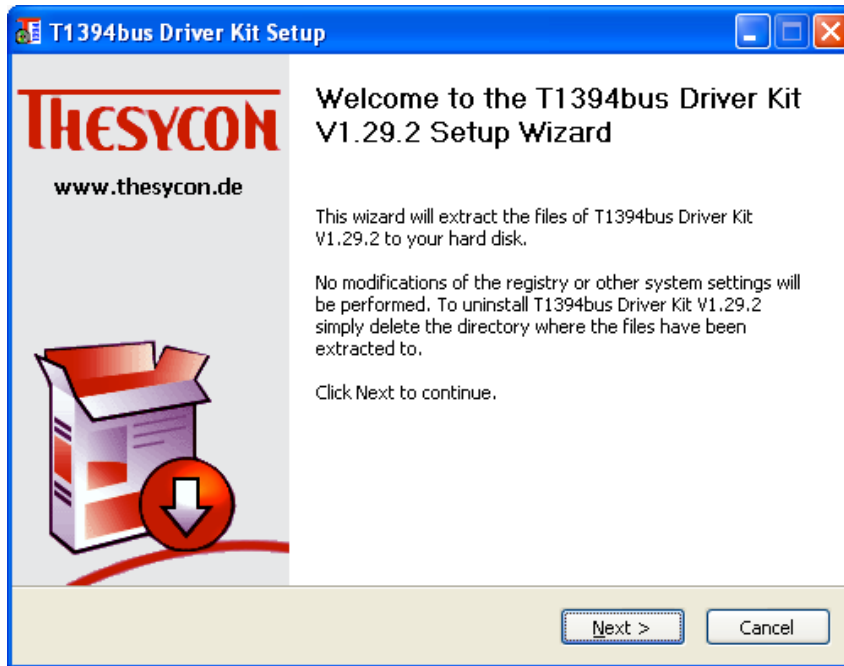 T1394bus Driver Kit Setup
THESYCON
www.thesycon.de
Welcome to the T1394bus Driver Kit
V1.29.2 Setup Wizard
This wizard will extract the files of T1394bus Driver Kit
V1.29.2 to your hard disk.
No modifications of the registry or other system settings will
be performed. To uninstall T1394bus Driver Kit V1.29.2
simply delete the directory where the files have been
extracted to.
Click Next to continue.
Next >
Cancel